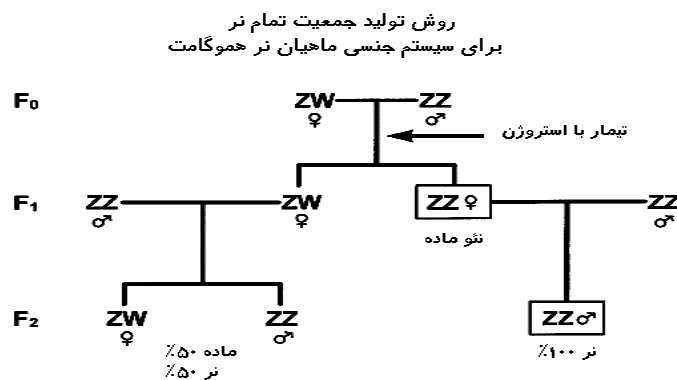 روش تولید جمعیت تمام نر
برای سیستم جنسی ماهیان نر هموگامت
F₀ ZW ZZ
♀ ♂
تیمار با استروژن
F₁ ZZ ZW ZZ♀ ZZ
♂ ♀ ♂
نئو ماده
F₂ ZW ZZ ZZ♂
♀ ♂
ماده ۵۰٪
نر ۵۰٪
نر ۱۰۰٪